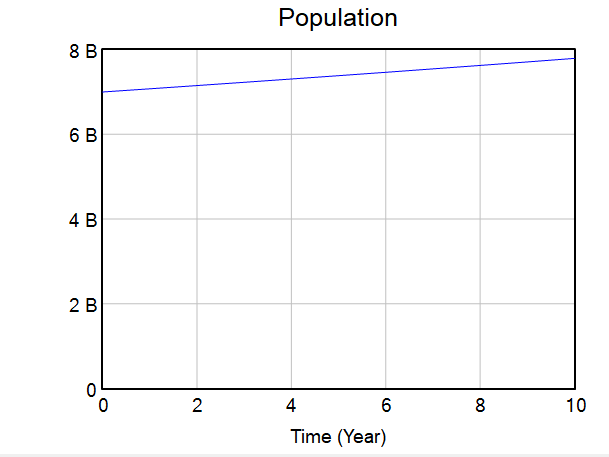 Population
8 B
6 B
4 B
2 B
0
0 2 4 6 8 10
Time (Year)